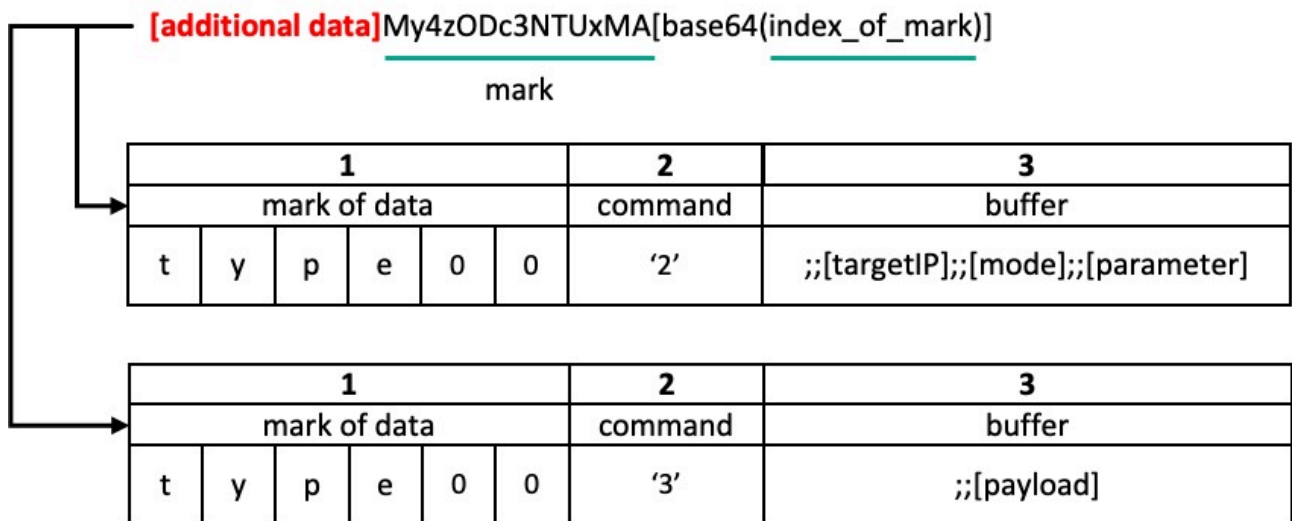 [additional data]My4zODc3NTUxMA[base64(index_of_mark)]
mark
1 2 3
mark of data command buffer
t y p e 0 0 ‘2’ ;;[targetIP];;[mode];;[parameter]
1 2 3
mark of data command buffer
t y p e 0 0 ‘3’ ;;[payload]